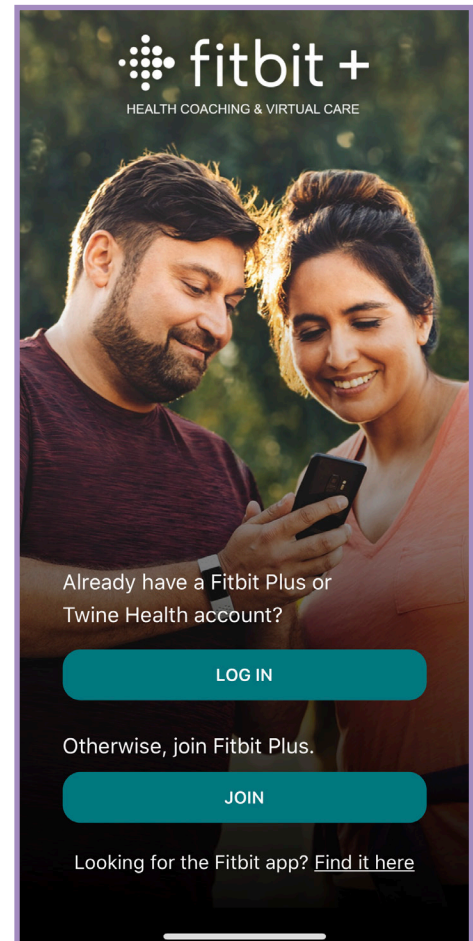 fitbit +
HEALTH COACHING & VIRTUAL CARE
Already have a Fitbit Plus or
Twine Health account?
LOG IN
Otherwise, join Fitbit Plus.
JOIN
Looking for the Fitbit app? Find it here